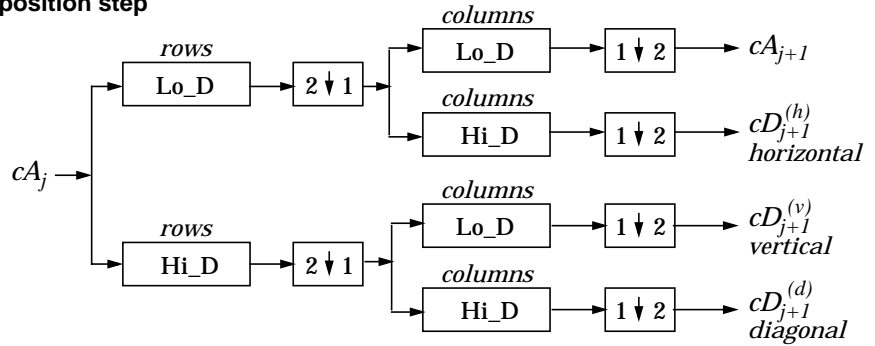 position step
columns
rows
Lo_D 2 ↓ 1 Lo_D 1 ↓ 2 cA_{j+1}
columns
Hi_D 1 ↓ 2 cD_{j+1}^{(h)}
horizontal
cA_j
columns
rows
Lo_D 1 ↓ 2 cD_{j+1}^{(v)}
vertical
Hi_D 2 ↓ 1
columns
Hi_D 1 ↓ 2 cD_{j+1}^{(d)}
diagonal